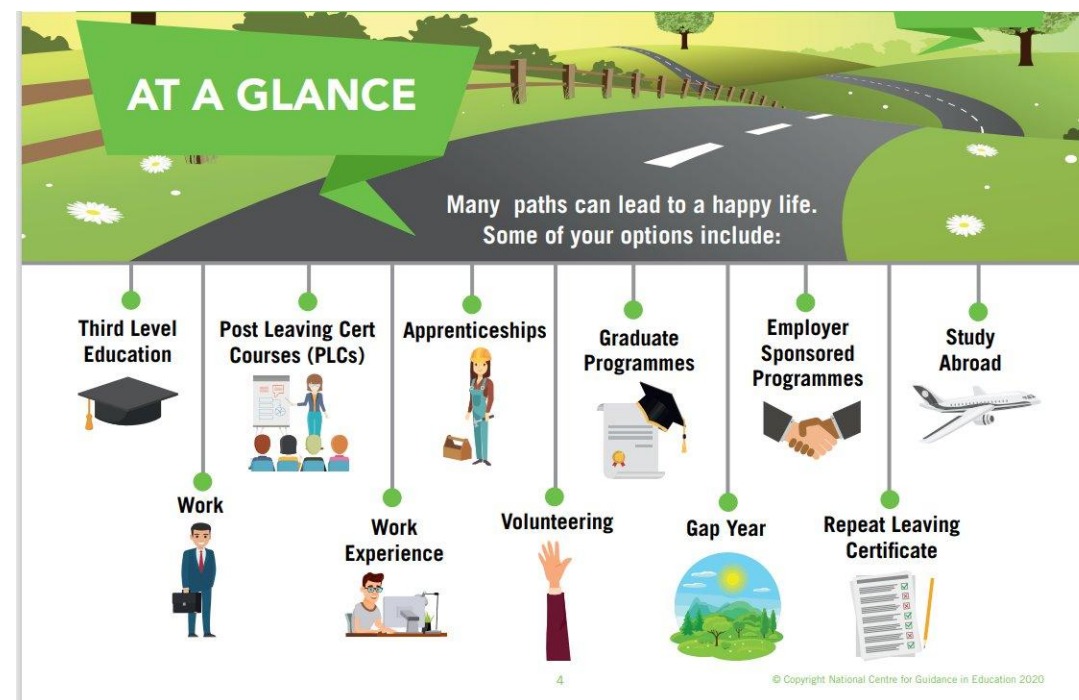 AT A GLANCE
Many paths can lead to a happy life.
Some of your options include:
Third Level
Education
Post Leaving Cert
Courses (PLCs)
Apprenticeships
Graduate
Programmes
Employer
Sponsored
Programmes
Study
Abroad
Work
Work
Experience
Volunteering
Gap Year
Repeat Leaving
Certificate
4
© Copyright National Centre for Guidance in Education 2020